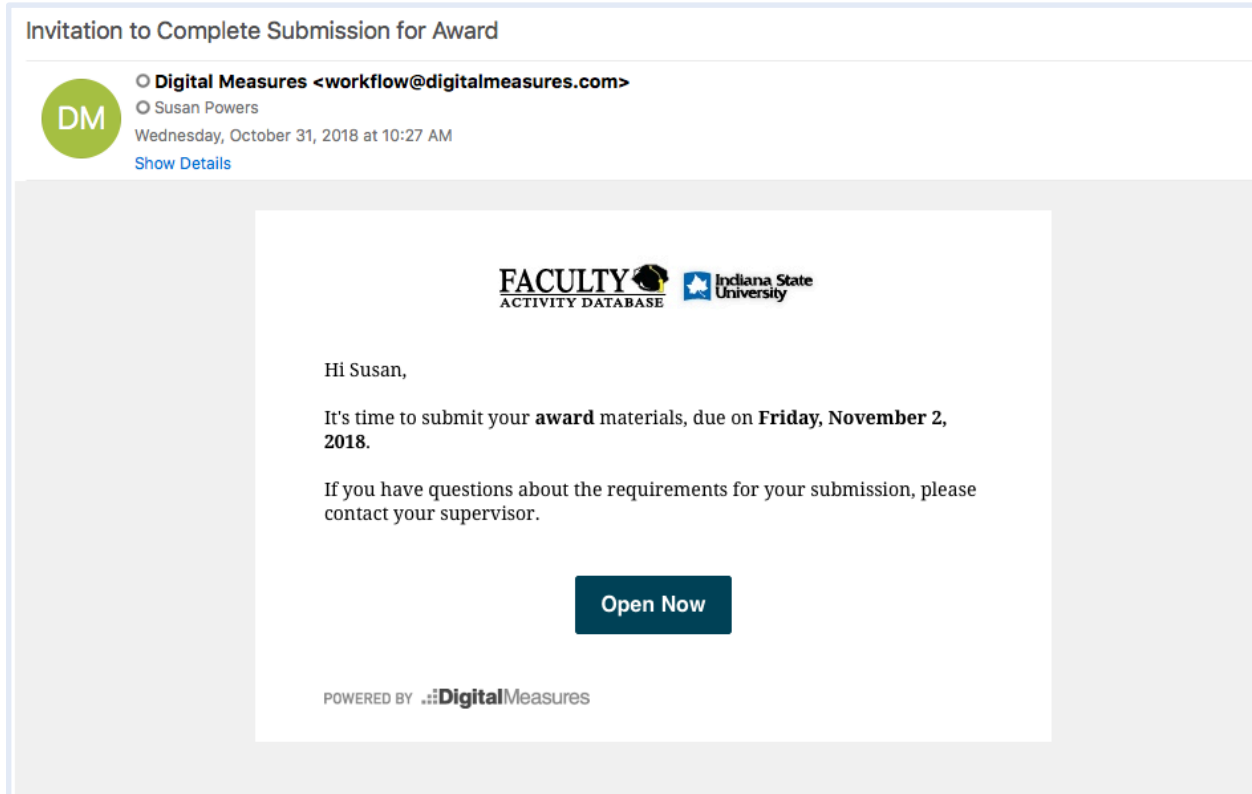 Invitation to Complete Submission for Award
DM
Digital Measures <workflow@digitalmeasures.com>
Susan Powers
Wednesday, October 31, 2018 at 10:27 AM
Show Details
FACULTY
ACTIVITY DATABASE
Indiana State
University
Hi Susan,
It's time to submit your award materials, due on Friday, November 2,
2018.
If you have questions about the requirements for your submission, please
contact your supervisor.
Open Now
POWERED BY DigitalMeasures